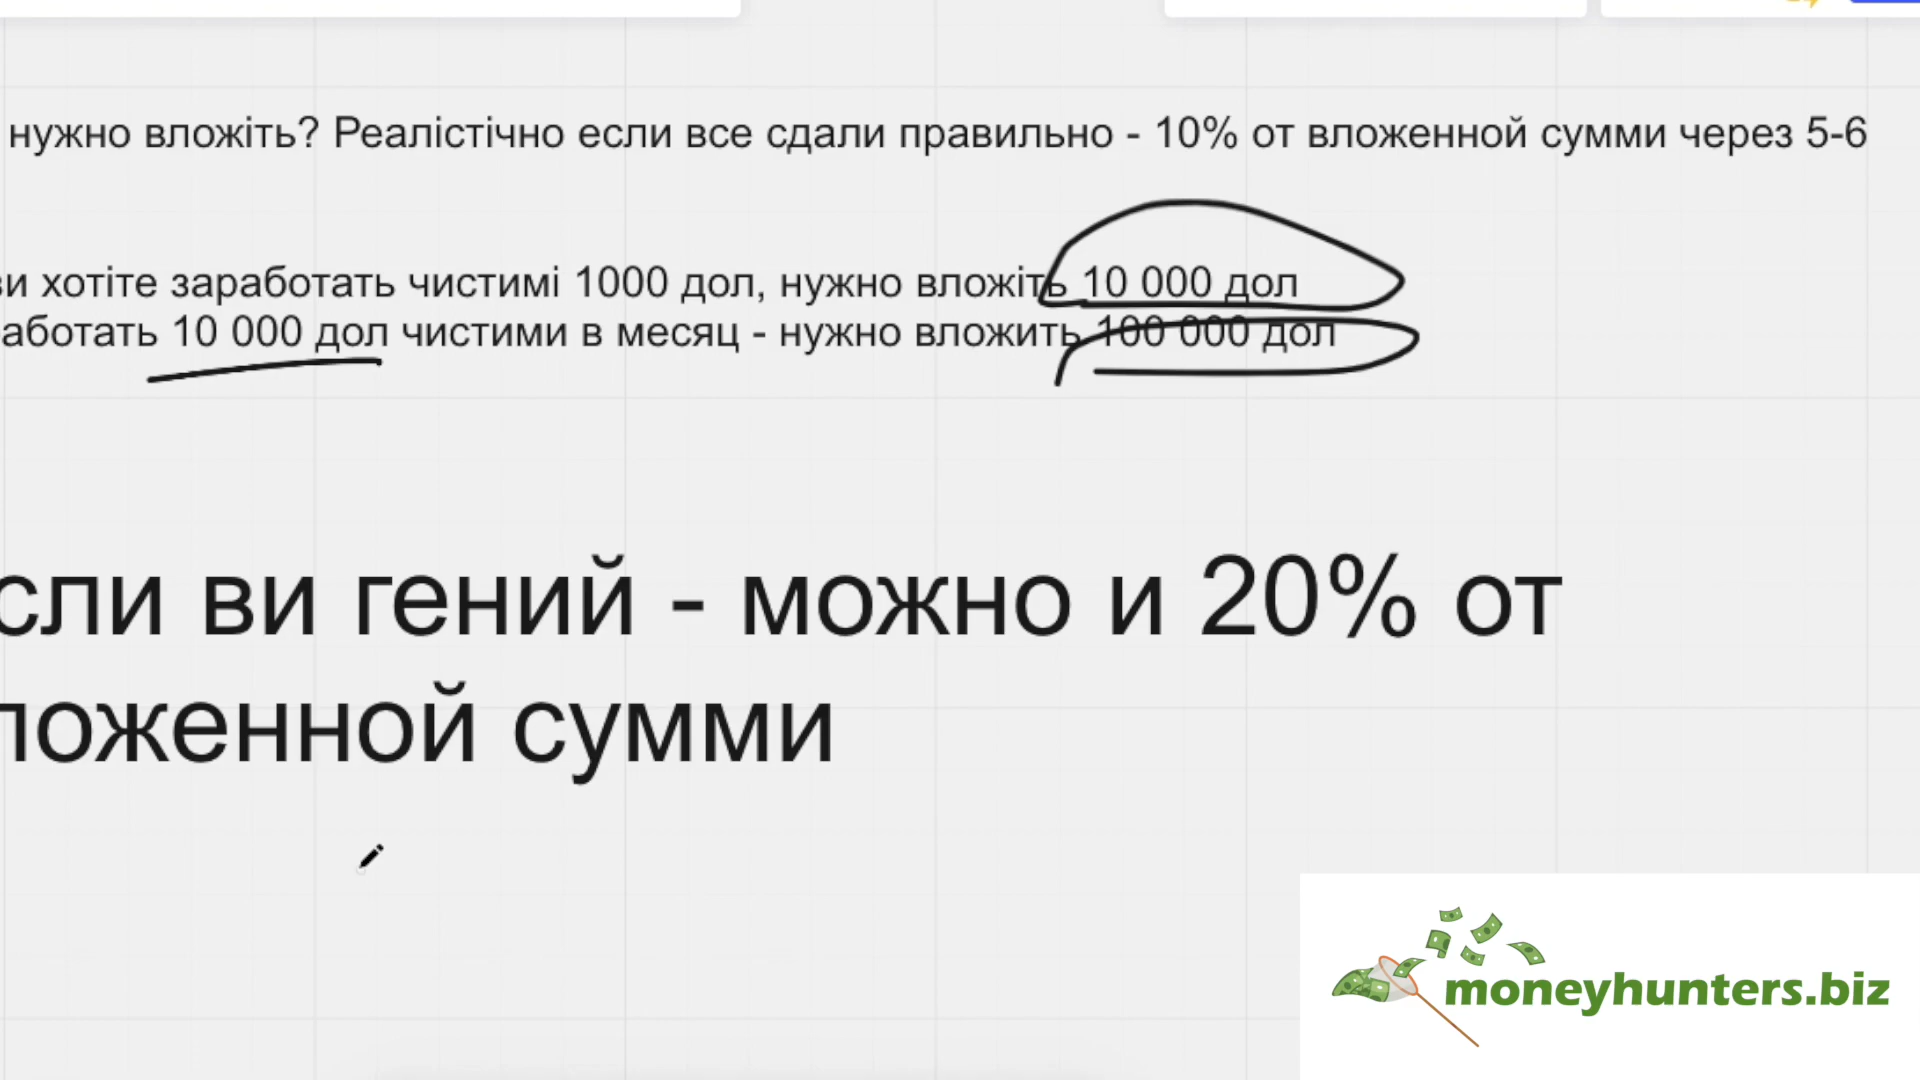 нужно вложіть? Реалістічно если все сдали правильно - 10% от вложенной сумми через 5-6
ви хотіте заработать чистимі 1000 дол, нужно вложіть 10 000 дол
аботать 10 000 дол чистими в месяц - нужно вложить 100 000 дол
сли ви гений - можно и 20% от
ложенной сумми
moneyhunters.biz